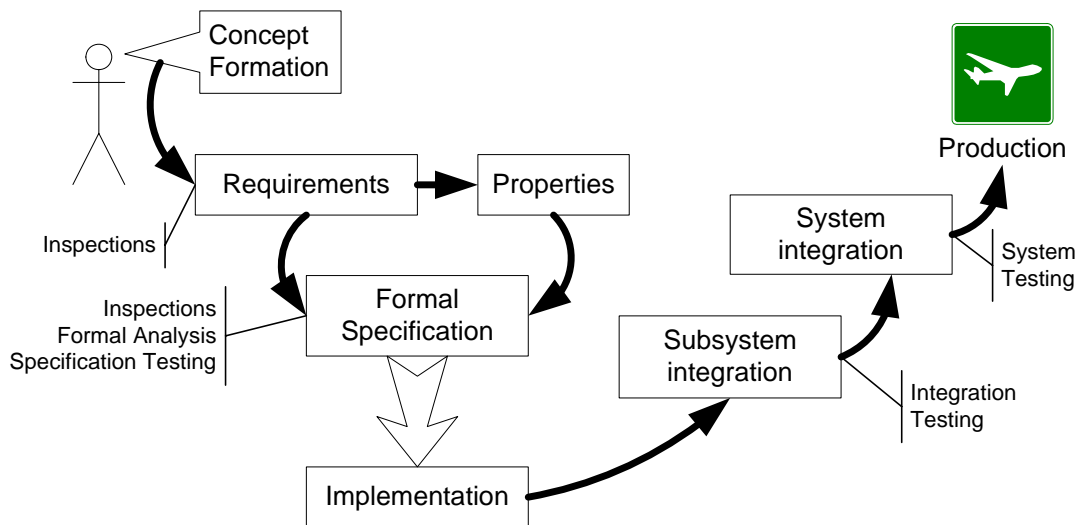 Concept
Formation
Requirements
Properties
Inspections
Inspections
Formal Analysis
Specification Testing
Formal
Specification
Implementation
Subsystem
integration
Integration
Testing
System
integration
System
Testing
Production